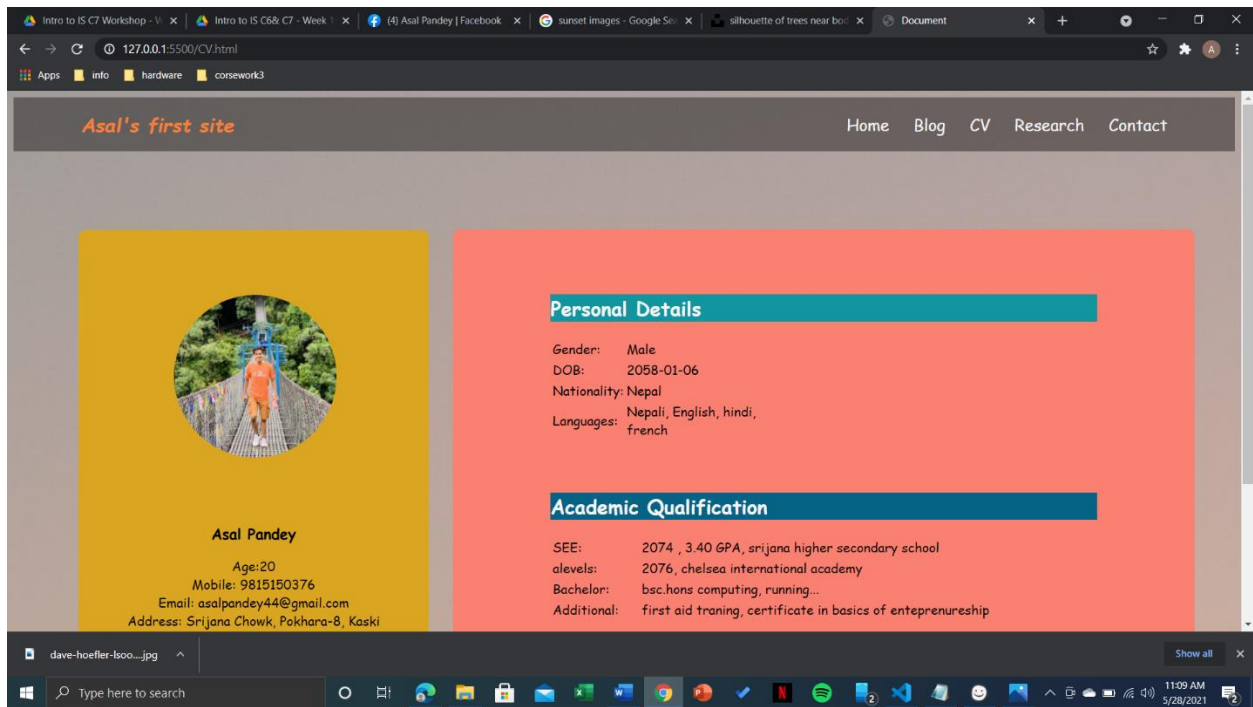 Intro to IS C7 Workshop - W
Intro to IS C6& C7 - Week 1
(4) Asal Pandey | Facebook
sunset images - Google Sea
silhouette of trees near bod
Document
127.0.0.1:5500/CV.html
A
Apps info hardware corsework3
Asal's first site
Home Blog CV Research Contact
Asal Pandey
Age:20
Mobile: 9815150376
Email: asalpandey44@gmail.com
Address: Srijana Chowk, Pokhara-8, Kaski
Personal Details
Gender: Male
DOB: 2058-01-06
Nationality: Nepal
Languages: Nepali, English, hindi,
french
Academic Qualification
SEE: 2074 , 3.40 GPA, srijana higher secondary school
alevels: 2076, chelsea international academy
Bachelor: bsc.hons computing, running...
Additional: first aid traning, certificate in basics of enteprenureship
dave-hoefler-lsoo....jpg
Show all
Type here to search
11:09 AM
5/28/2021